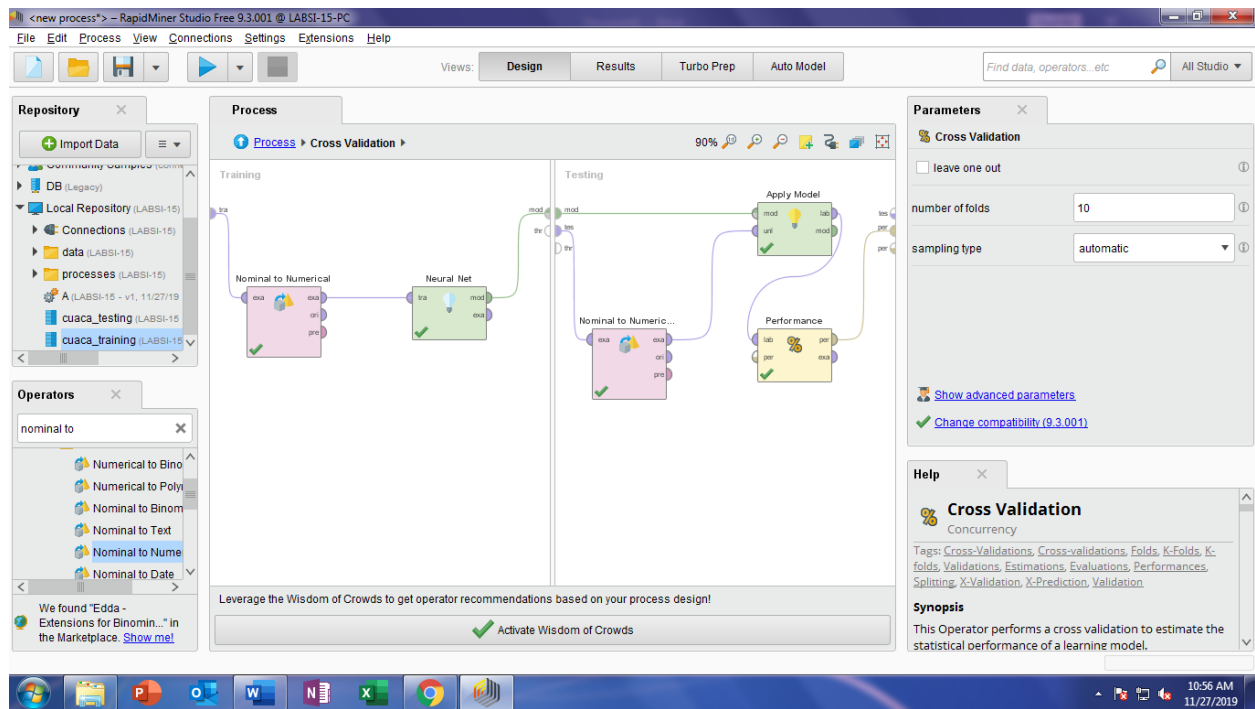 <new process*> – RapidMiner Studio Free 9.3.001 @ LABSI-15-PC
File Edit Process View Connections Settings Extensions Help
Views: Design Results Turbo Prep Auto Model
Find data, operators...etc
All Studio
Repository
Import Data
DB (Legacy)
Local Repository (LABSI-15)
Connections (LABSI-15)
data (LABSI-15)
processes (LABSI-15)
A (LABSI-15 - v1, 11/27/19
cuaca_testing (LABSI-15
cuaca_training (LABSI-15
Operators
nominal to
Numerical to Bino
Numerical to Poly
Nominal to Binom
Nominal to Text
Nominal to Nume
Nominal to Date
We found "Edda -
Extensions for Binomin..." in
the Marketplace. Show me!
Process
Process Cross Validation
90%
Training
tra
mod
thr
Nominal to Numerical
exa exa
ori
pre
Neural Net
tra mod
exa
Testing
mod
tes
thr
Apply Model
mod lab
unl mod
tes
per
per
Nominal to Numeric...
exa exa
ori
pre
Performance
lab per
per exa
Leverage the Wisdom of Crowds to get operator recommendations based on your process design!
Activate Wisdom of Crowds
Parameters
Cross Validation
leave one out
number of folds 10
sampling type automatic
Show advanced parameters
Change compatibility (9.3.001)
Help
Cross Validation
Concurrency
Tags: Cross-Validations, Cross-validations, Folds, K-Folds, K-
folds, Validations, Estimations, Evaluations, Performances,
Splitting, X-Validation, X-Prediction, Validation
Synopsis
This Operator performs a cross validation to estimate the
statistical performance of a learning model.
10:56 AM
11/27/2019